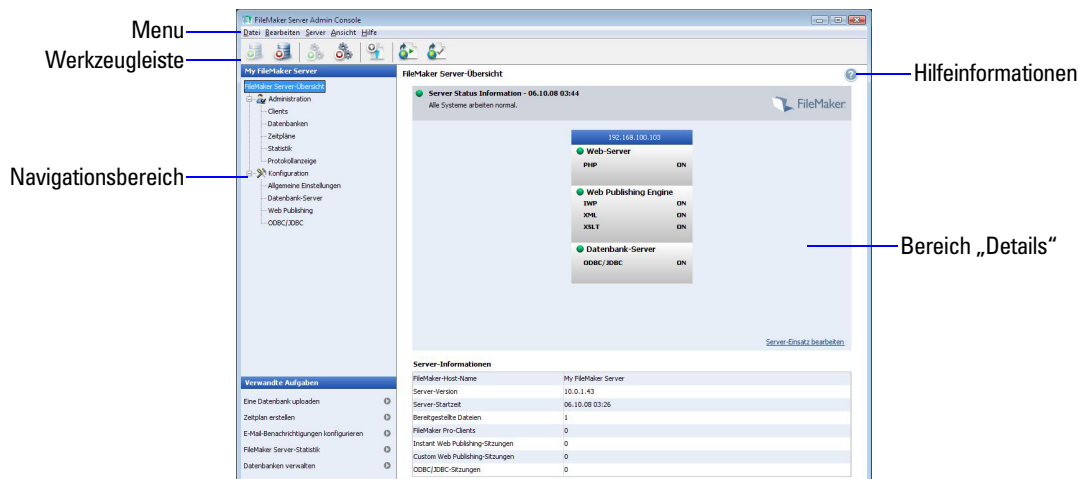 Menu
Werkzeugleiste
Navigationsbereich
Hilfeinformationen
Bereich „Details“
FileMaker Server Admin Console
Datei Bearbeiten Server Ansicht Hilfe
My FileMaker Server
FileMaker Server-Übersicht
Administration
Clients
Datenbanken
Zeitpläne
Statistik
Protokollanzeige
Konfiguration
Allgemeine Einstellungen
Datenbank-Server
Web Publishing
ODBC/JDBC
Verwandte Aufgaben
Eine Datenbank uploaden
Zeitplan erstellen
E-Mail-Benachrichtigungen konfigurieren
FileMaker Server-Statistik
Datenbanken verwalten
FileMaker Server-Übersicht
Server Status Information - 06.10.08 03:44
Alle Systeme arbeiten normal.
FileMaker
192.168.100.103
Web-Server
PHP ON
Web Publishing Engine
IWP ON
XML ON
XSLT ON
Datenbank-Server
ODBC/JDBC ON
Server-Einsatz bearbeiten
Server-Informationen
FileMaker-Host-Name My FileMaker Server
Server-Version 10.0.1.43
Server-Startzeit 06.10.08 03:26
Bereitgestellte Dateien 1
FileMaker Pro-Clients 0
Instant Web Publishing-Sitzungen 0
Custom Web Publishing-Sitzungen 0
ODBC/JDBC-Sitzungen 0